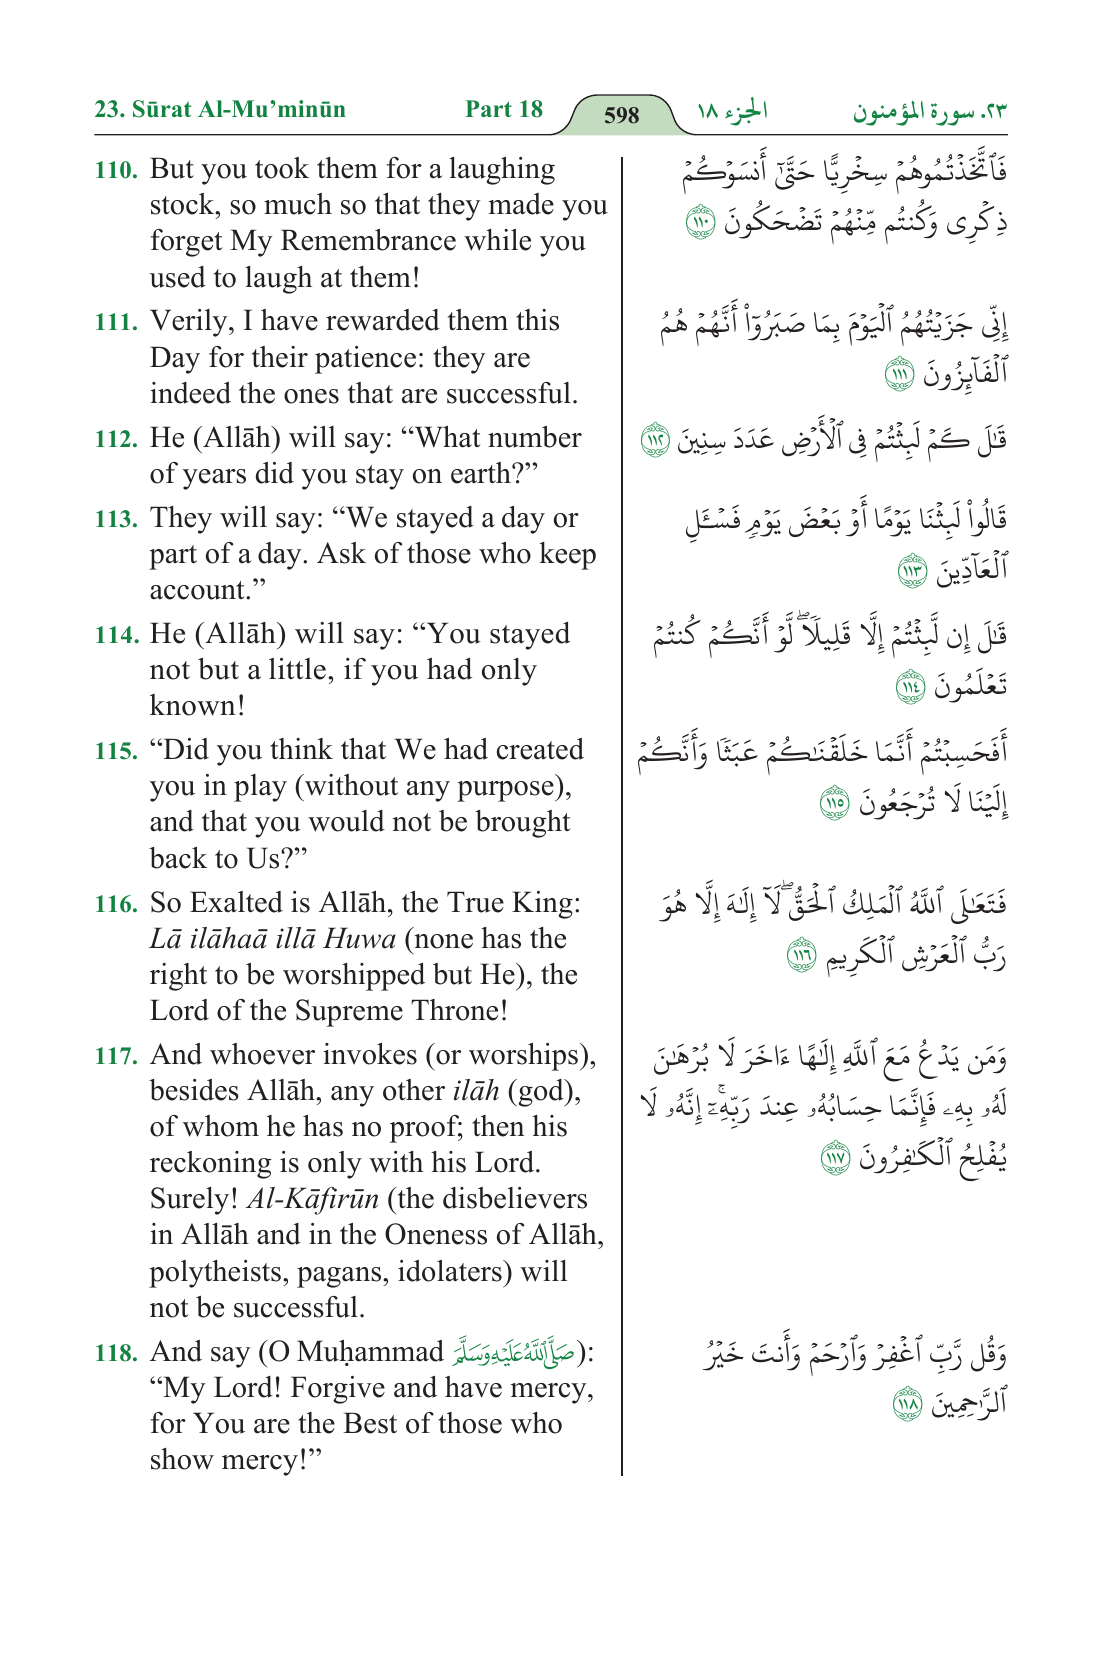 23. Sūrat Al-Mu’minūn Part 18 598 الجزء ١٨ ٢٣. سورة المؤمنون
110. But you took them for a laughing
stock, so much so that they made you
forget My Remembrance while you
used to laugh at them!
111. Verily, I have rewarded them this
Day for their patience: they are
indeed the ones that are successful.
112. He (Allāh) will say: “What number
of years did you stay on earth?”
113. They will say: “We stayed a day or
part of a day. Ask of those who keep
account.”
114. He (Allāh) will say: “You stayed
not but a little, if you had only
known!
115. “Did you think that We had created
you in play (without any purpose),
and that you would not be brought
back to Us?”
116. So Exalted is Allāh, the True King:
Lā ilāhaā illā Huwa (none has the
right to be worshipped but He), the
Lord of the Supreme Throne!
117. And whoever invokes (or worships),
besides Allāh, any other ilāh (god),
of whom he has no proof; then his
reckoning is only with his Lord.
Surely! Al-Kāfirūn (the disbelievers
in Allāh and in the Oneness of Allāh,
polytheists, pagans, idolaters) will
not be successful.
118. And say (O Muḥammad صَلَّى ٱللَّهُ عَلَيْهِ وَسَلَّمَ):
“My Lord! Forgive and have mercy,
for You are the Best of those who
show mercy!”
فَٱتَّخَذْتُمُوهُمْ سِخْرِيًّا حَتَّىٰٓ أَنسَوْكُمْ
ذِكْرِى وَكُنتُم مِّنْهُمْ تَضْحَكُونَ ١١٠
إِنِّى جَزَيْتُهُمُ ٱلْيَوْمَ بِمَا صَبَرُوٓا۟ أَنَّهُمْ هُمُ
ٱلْفَآئِزُونَ ١١١
قَـٰلَ كَمْ لَبِثْتُمْ فِى ٱلْأَرْضِ عَدَدَ سِنِينَ ١١٢
قَالُوا۟ لَبِثْنَا يَوْمًا أَوْ بَعْضَ يَوْمٍ فَسْـَٔلِ
ٱلْعَآدِّينَ ١١٣
قَـٰلَ إِن لَّبِثْتُمْ إِلَّا قَلِيلًا ۖ لَّوْ أَنَّكُمْ كُنتُمْ
تَعْلَمُونَ ١١٤
أَفَحَسِبْتُمْ أَنَّمَا خَلَقْنَـٰكُمْ عَبَثًا وَأَنَّكُمْ
إِلَيْنَا لَا تُرْجَعُونَ ١١٥
فَتَعَـٰلَى ٱللَّهُ ٱلْمَلِكُ ٱلْحَقُّ ۖ لَآ إِلَـٰهَ إِلَّا هُوَ
رَبُّ ٱلْعَرْشِ ٱلْكَرِيمِ ١١٦
وَمَن يَدْعُ مَعَ ٱللَّهِ إِلَـٰهًا ءَاخَرَ لَا بُرْهَـٰنَ
لَهُۥ بِهِۦ فَإِنَّمَا حِسَابُهُۥ عِندَ رَبِّهِۦٓ ۚ إِنَّهُۥ لَا
يُفْلِحُ ٱلْكَـٰفِرُونَ ١١٧
وَقُل رَّبِّ ٱغْفِرْ وَٱرْحَمْ وَأَنتَ خَيْرُ
ٱلرَّٰحِمِينَ ١١٨